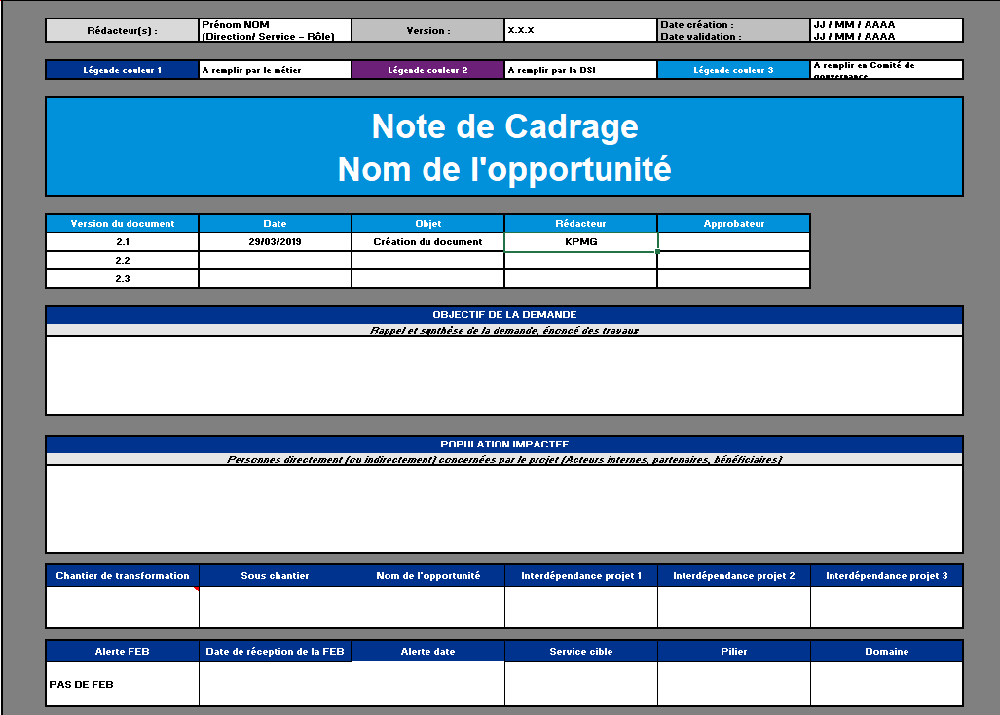 Rédacteur(s) :
Prénom NOM
(Direction/ Service – Rôle)
Version :
X.X.X
Date création :
Date validation :
JJ / MM / AAAA
JJ / MM / AAAA
Légende couleur 1
A remplir par le métier
Légende couleur 2
A remplir par la DSI
Légende couleur 3
A remplir en Comité de
gouvernance
Note de Cadrage
Nom de l'opportunité
Version du document Date Objet Rédacteur Approbateur
2.1 29/03/2019 Création du document KPMG
2.2
2.3
OBJECTIF DE LA DEMANDE
Rappel et synthèse de la demande, énoncé des travaux
POPULATION IMPACTEE
Personnes directement (ou indirectement) concernées par le projet (Acteurs internes, partenaires, bénéficiaires)
Chantier de transformation Sous chantier Nom de l'opportunité Interdépendance projet 1 Interdépendance projet 2 Interdépendance projet 3
Alerte FEB Date de réception de la FEB Alerte date Service cible Pilier Domaine
PAS DE FEB